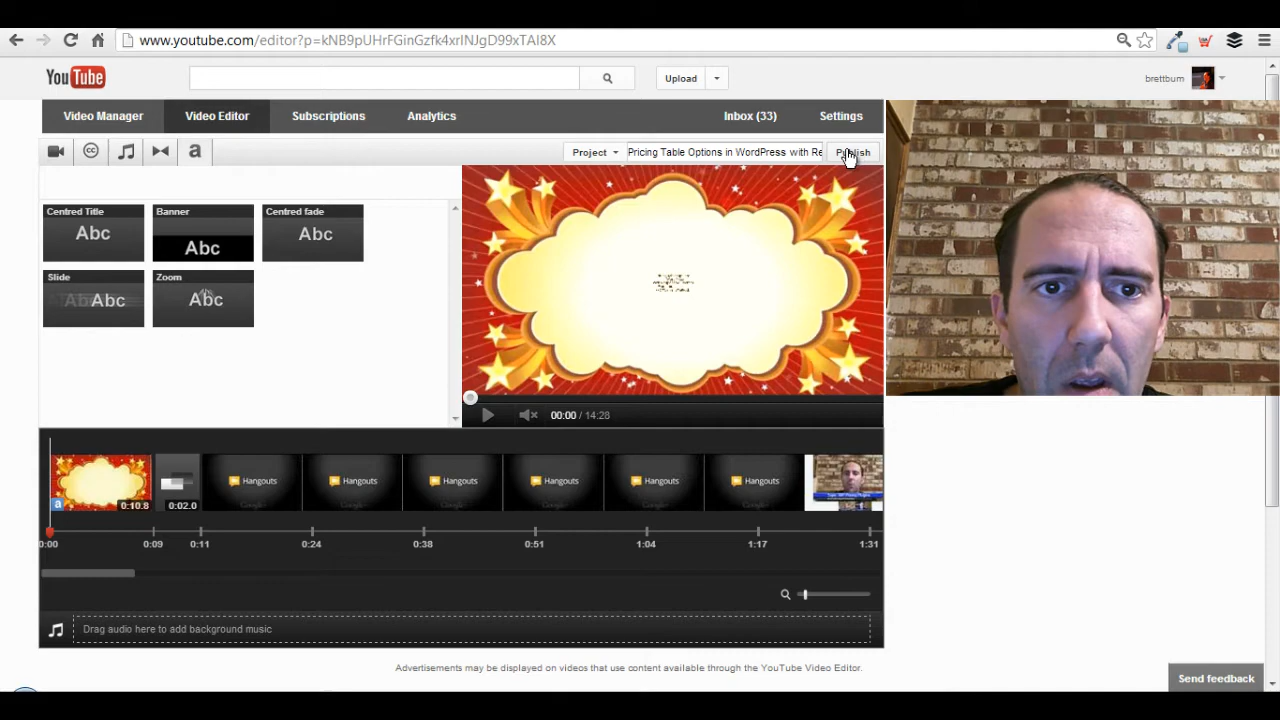 www.youtube.com/editor?p=kNB9pUHrFGinGzfk4xrINJgD99xTAI8X
YouTube
Upload
brettbum
Video Manager
Video Editor
Subscriptions
Analytics
Inbox (33)
Settings
CC
a
Project
Pricing Table Options in WordPress with Re
Publish
Centred Title
Abc
Banner
Abc
Centred fade
Abc
Slide
Abc
Zoom
Abc
00:00 / 14:28
a
0:10.8
0:02.0
Hangouts
Hangouts
Hangouts
Hangouts
Hangouts
Hangouts
0:00
0:09
0:11
0:24
0:38
0:51
1:04
1:17
1:31
Drag audio here to add background music
Advertisements may be displayed on videos that use content available through the YouTube Video Editor.
Send feedback